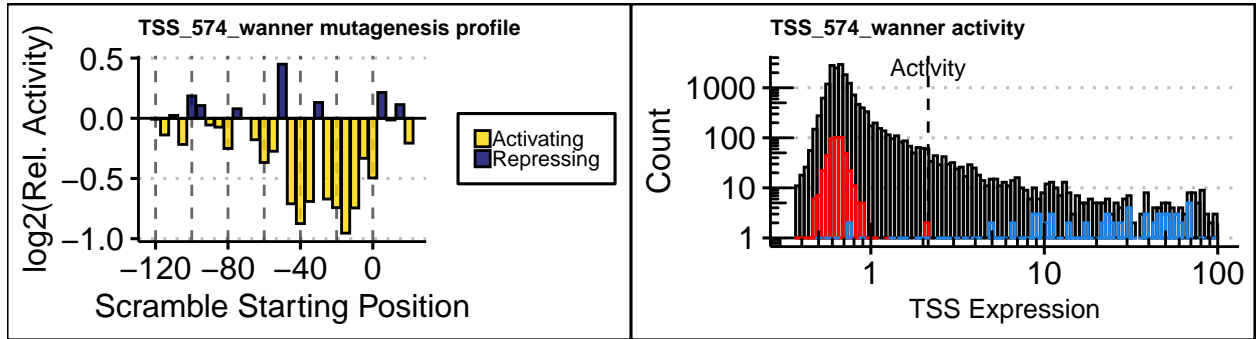 TSS_574_wanner mutagenesis profile
log2(Rel. Activity)
0.5
0.0
−0.5
−1.0
−120
−80
−40
0
Scramble Starting Position
Activating
Repressing
TSS_574_wanner activity
Activity
Count
1000
100
10
1
1
10
100
TSS Expression